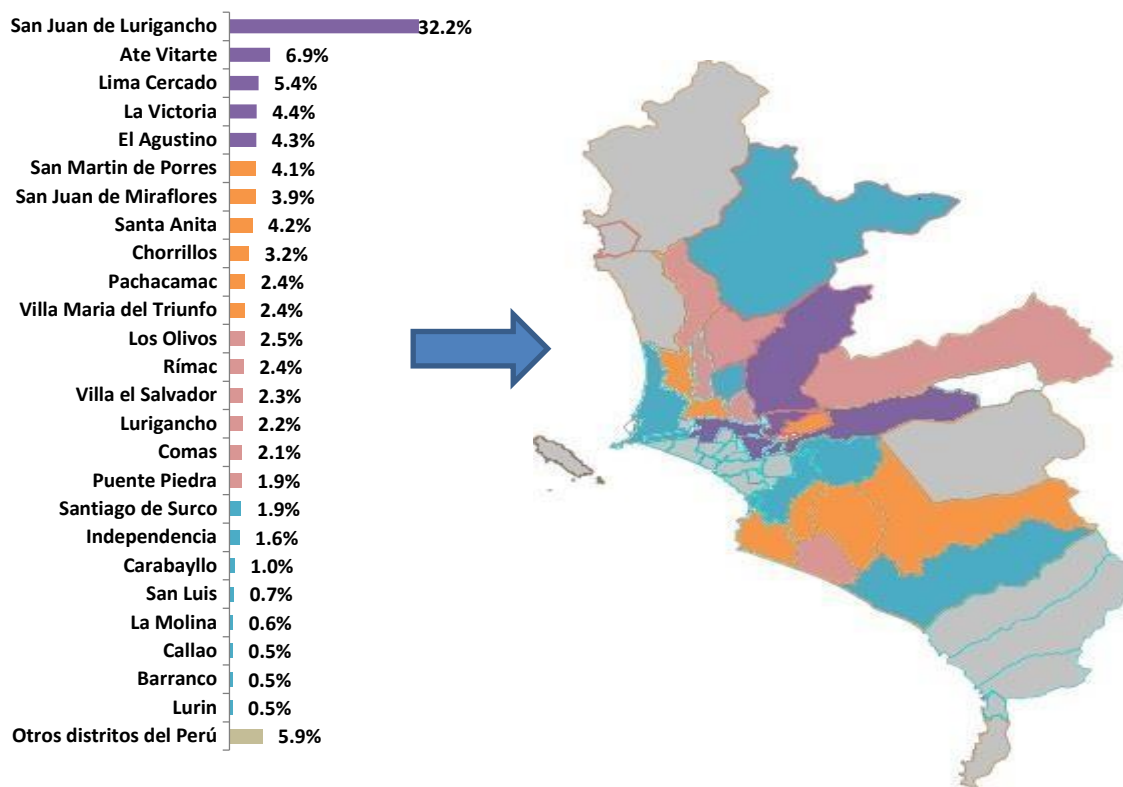 San Juan de Lurigancho 32.2%
Ate Vitarte 6.9%
Lima Cercado 5.4%
La Victoria 4.4%
El Agustino 4.3%
San Martin de Porres 4.1%
San Juan de Miraflores 3.9%
Santa Anita 4.2%
Chorrillos 3.2%
Pachacamac 2.4%
Villa Maria del Triunfo 2.4%
Los Olivos 2.5%
Rímac 2.4%
Villa el Salvador 2.3%
Lurigancho 2.2%
Comas 2.1%
Puente Piedra 1.9%
Santiago de Surco 1.9%
Independencia 1.6%
Carabayllo 1.0%
San Luis 0.7%
La Molina 0.6%
Callao 0.5%
Barranco 0.5%
Lurin 0.5%
Otros distritos del Perú 5.9%